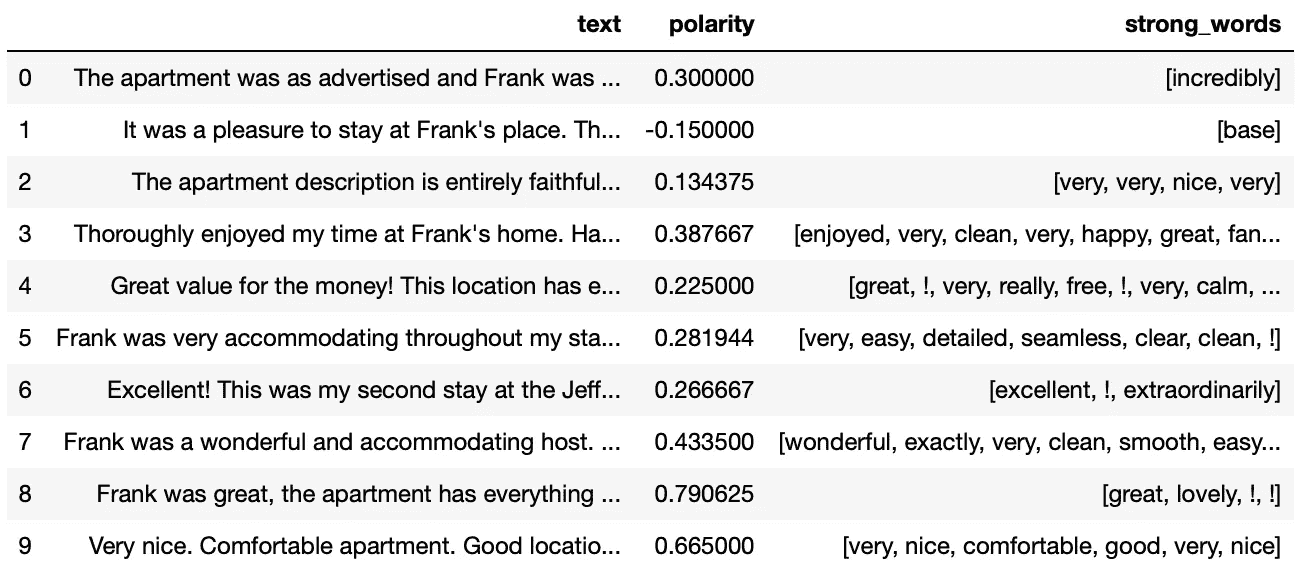 text polarity strong_words
0 The apartment was as advertised and Frank was ... 0.300000 [incredibly]
1 It was a pleasure to stay at Frank's place. Th... -0.150000 [base]
2 The apartment description is entirely faithful... 0.134375 [very, very, nice, very]
3 Thoroughly enjoyed my time at Frank's home. Ha... 0.387667 [enjoyed, very, clean, very, happy, great, fan...
4 Great value for the money! This location has e... 0.225000 [great, !, very, really, free, !, very, calm, ...
5 Frank was very accommodating throughout my sta... 0.281944 [very, easy, detailed, seamless, clear, clean, !]
6 Excellent! This was my second stay at the Jeff... 0.266667 [excellent, !, extraordinarily]
7 Frank was a wonderful and accommodating host. ... 0.433500 [wonderful, exactly, very, clean, smooth, easy...
8 Frank was great, the apartment has everything ... 0.790625 [great, lovely, !, !]
9 Very nice. Comfortable apartment. Good locatio... 0.665000 [very, nice, comfortable, good, very, nice]